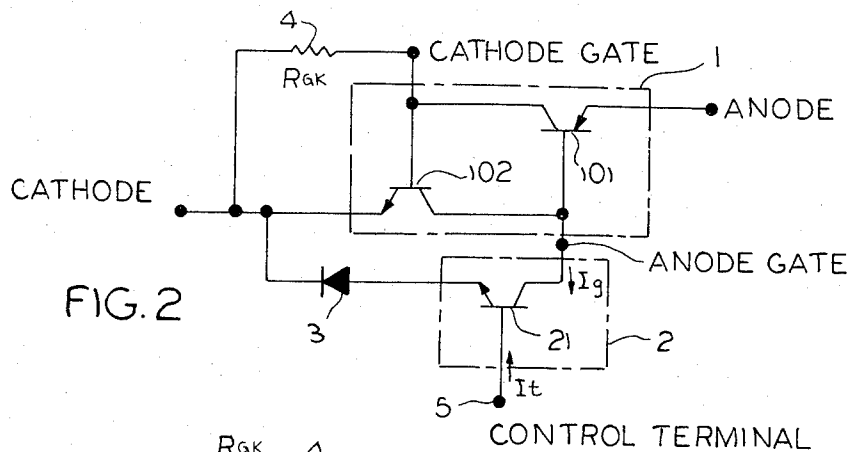 4
CATHODE GATE
1
RGK
ANODE
101
102
CATHODE
ANODE GATE
Ig
FIG. 2
3
21
2
It
5
CONTROL TERMINAL
RGK 4